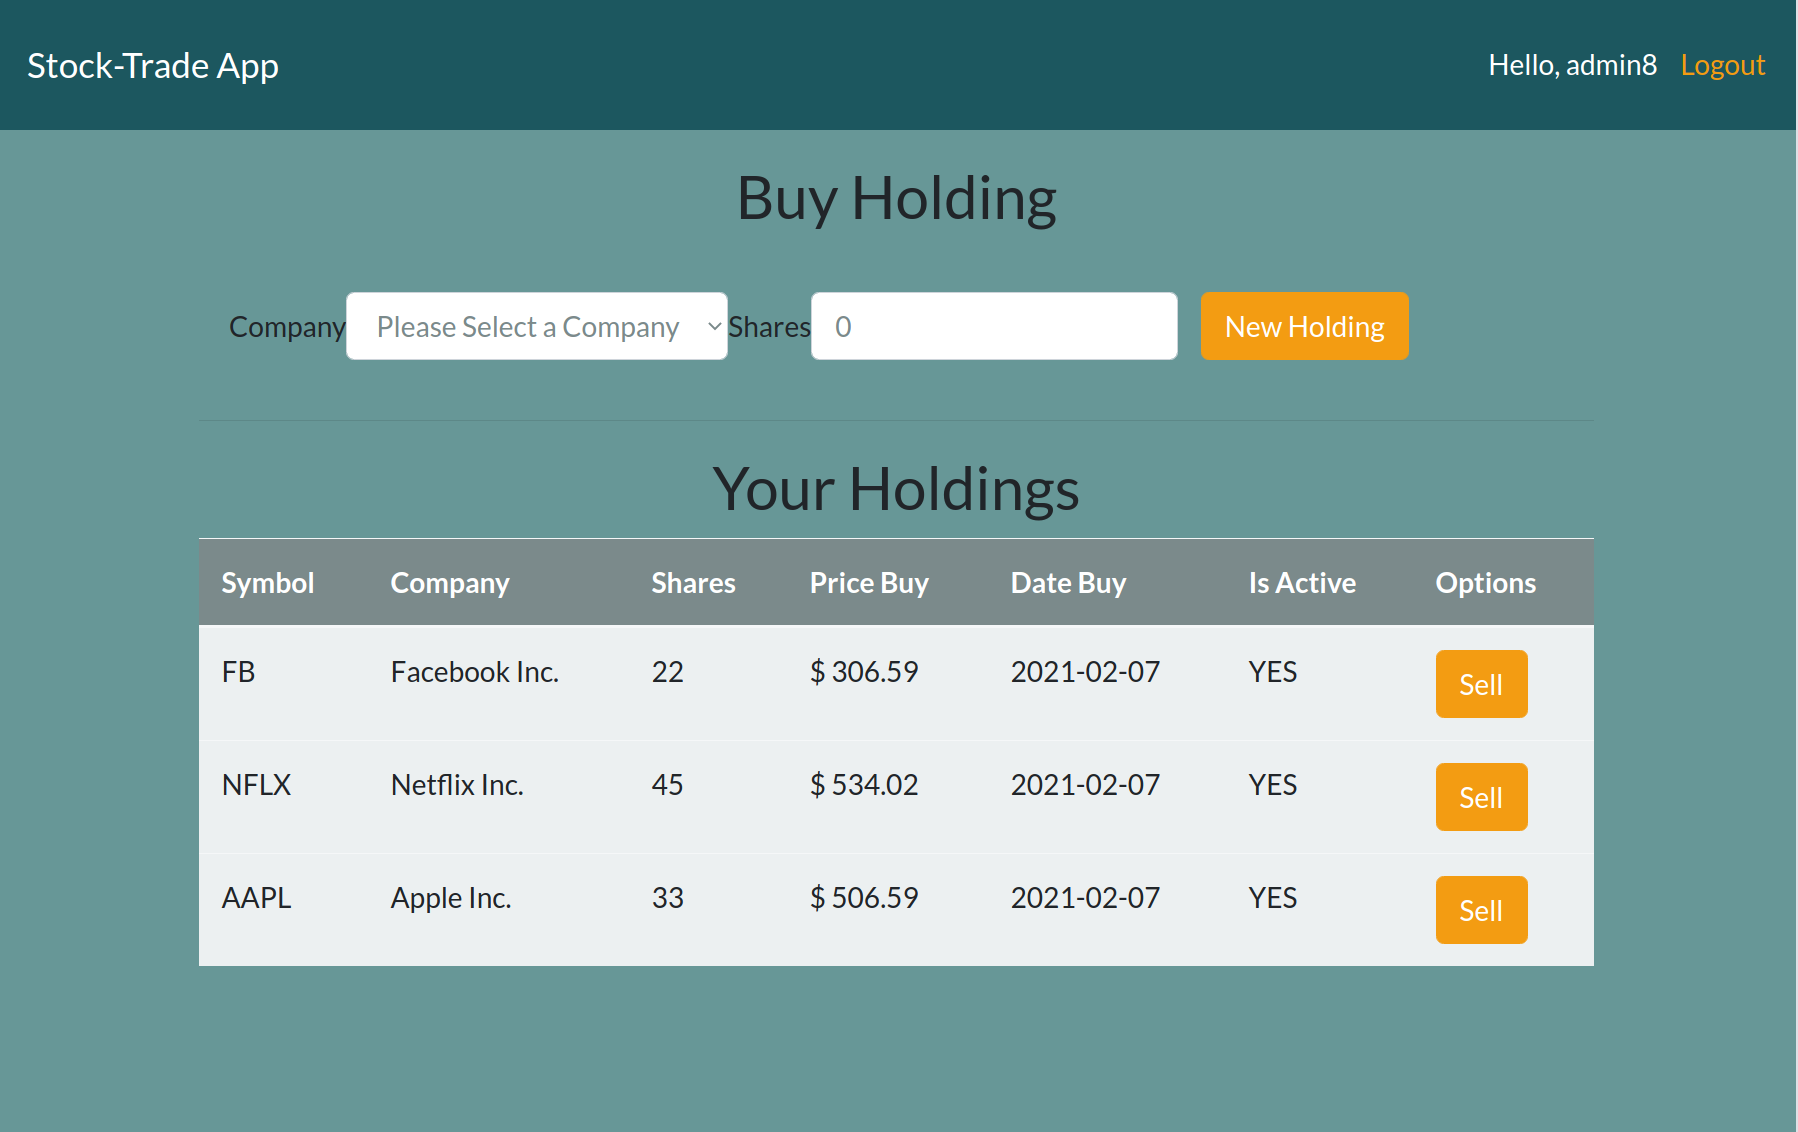 Stock-Trade App Hello, admin8 Logout
Buy Holding
Company Please Select a Company Shares 0 New Holding
Your Holdings
Symbol Company Shares Price Buy Date Buy Is Active Options
FB Facebook Inc. 22 $ 306.59 2021-02-07 YES Sell
NFLX Netflix Inc. 45 $ 534.02 2021-02-07 YES Sell
AAPL Apple Inc. 33 $ 506.59 2021-02-07 YES Sell